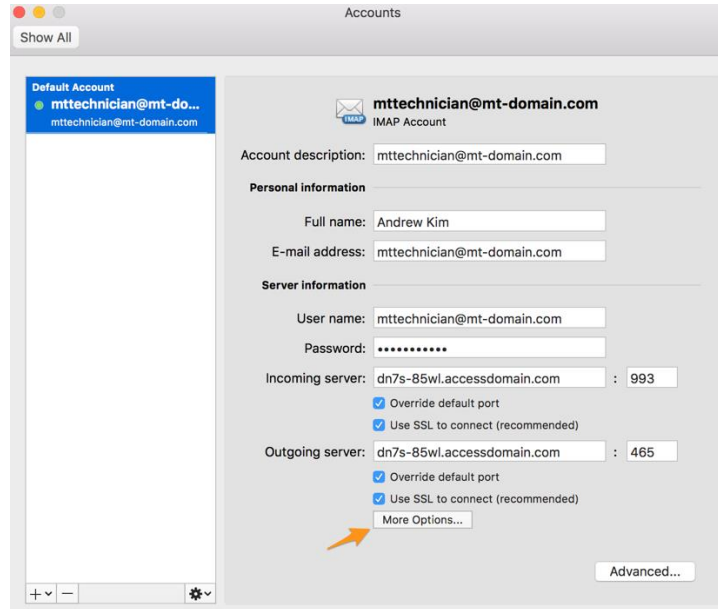 Accounts
Show All
Default Account
mttechnician@mt-do...
mttechnician@mt-domain.com
mttechnician@mt-domain.com
IMAP
IMAP Account
Account description: mttechnician@mt-domain.com
Personal information
Full name: Andrew Kim
E-mail address: mttechnician@mt-domain.com
Server information
User name: mttechnician@mt-domain.com
Password: •••••••••••
Incoming server: dn7s-85wl.accessdomain.com : 993
Override default port
Use SSL to connect (recommended)
Outgoing server: dn7s-85wl.accessdomain.com : 465
Override default port
Use SSL to connect (recommended)
More Options...
Advanced...